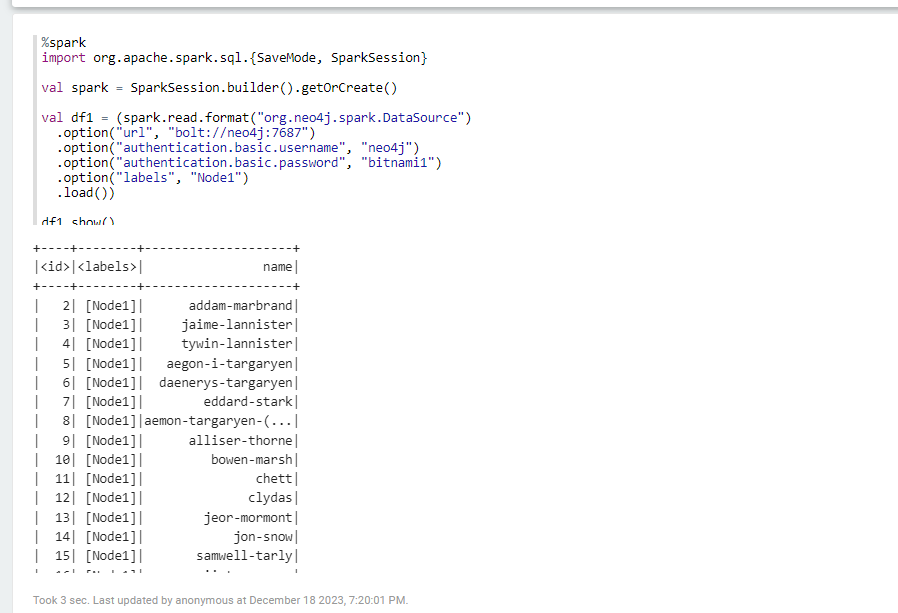 %spark
import org.apache.spark.sql.{SaveMode, SparkSession}
val spark = SparkSession.builder().getOrCreate()
val df1 = (spark.read.format("org.neo4j.spark.DataSource")
  .option("url", "bolt://neo4j:7687")
  .option("authentication.basic.username", "neo4j")
  .option("authentication.basic.password", "bitnami1")
  .option("labels", "Node1")
  .load())
df1.show()
+----+--------+--------------------+
|<id>|<labels>|                name|
+----+--------+--------------------+
|   2| [Node1]|      addam-marbrand|
|   3| [Node1]|     jaime-lannister|
|   4| [Node1]|     tywin-lannister|
|   5| [Node1]|   aegon-i-targaryen|
|   6| [Node1]|  daenerys-targaryen|
|   7| [Node1]|        eddard-stark|
|   8| [Node1]|aemon-targaryen-(...|
|   9| [Node1]|      alliser-thorne|
|  10| [Node1]|         bowen-marsh|
|  11| [Node1]|               chett|
|  12| [Node1]|              clydas|
|  13| [Node1]|        jeor-mormont|
|  14| [Node1]|            jon-snow|
|  15| [Node1]|       samwell-tarly|
Took 3 sec. Last updated by anonymous at December 18 2023, 7:20:01 PM.